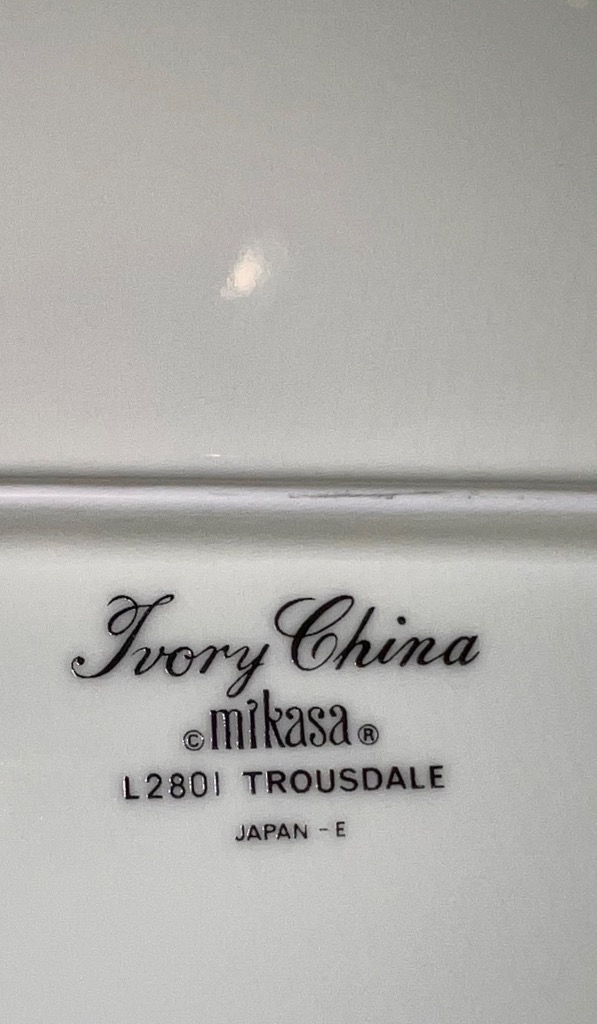 Ivory China
©mikasa®
L2801 TROUSDALE
JAPAN - E